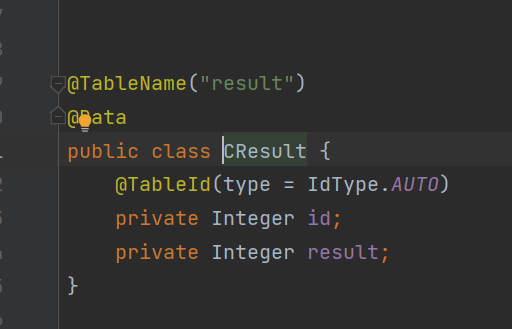 @TableName("result")
@Data
public class CResult {
@TableId(type = IdType.AUTO)
private Integer id;
private Integer result;
}